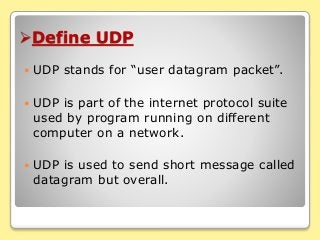 ➢Define UDP
▪ UDP stands for “user datagram packet”.
▪ UDP is part of the internet protocol suite
used by program running on different
computer on a network.
▪ UDP is used to send short message called
datagram but overall.